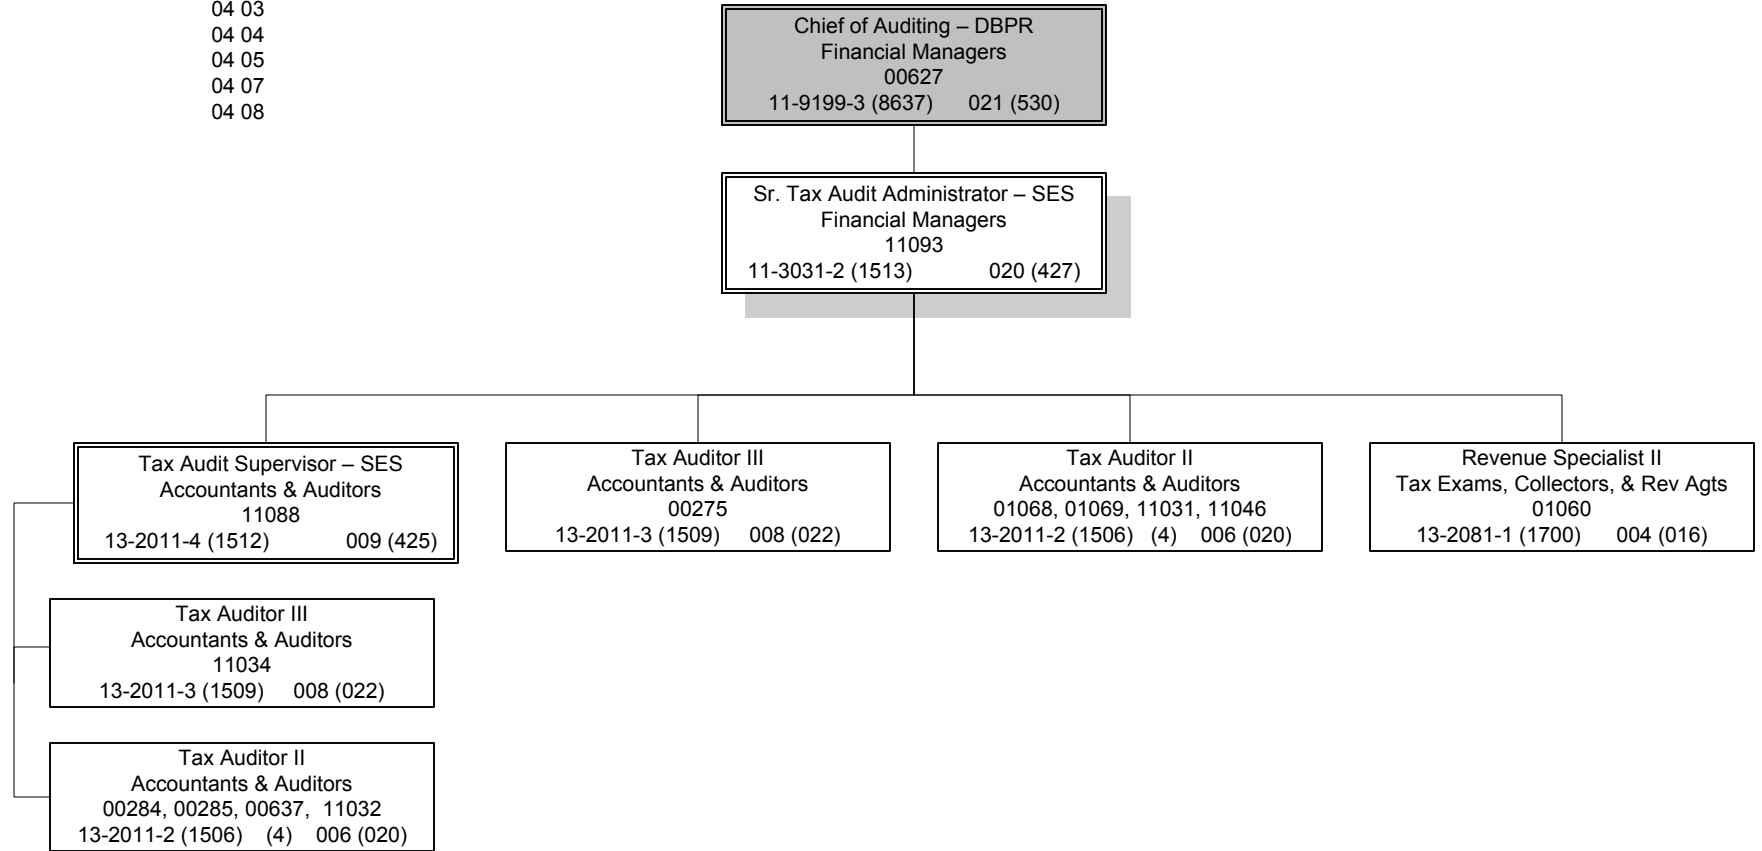 04 03
04 04
04 05
04 07
04 08
Chief of Auditing – DBPR
Financial Managers
00627
11-9199-3 (8637) 021 (530)
Sr. Tax Audit Administrator – SES
Financial Managers
11093
11-3031-2 (1513) 020 (427)
Tax Audit Supervisor – SES
Accountants & Auditors
11088
13-2011-4 (1512) 009 (425)
Tax Auditor III
Accountants & Auditors
00275
13-2011-3 (1509) 008 (022)
Tax Auditor II
Accountants & Auditors
01068, 01069, 11031, 11046
13-2011-2 (1506) (4) 006 (020)
Revenue Specialist II
Tax Exams, Collectors, & Rev Agts
01060
13-2081-1 (1700) 004 (016)
Tax Auditor III
Accountants & Auditors
11034
13-2011-3 (1509) 008 (022)
Tax Auditor II
Accountants & Auditors
00284, 00285, 00637, 11032
13-2011-2 (1506) (4) 006 (020)